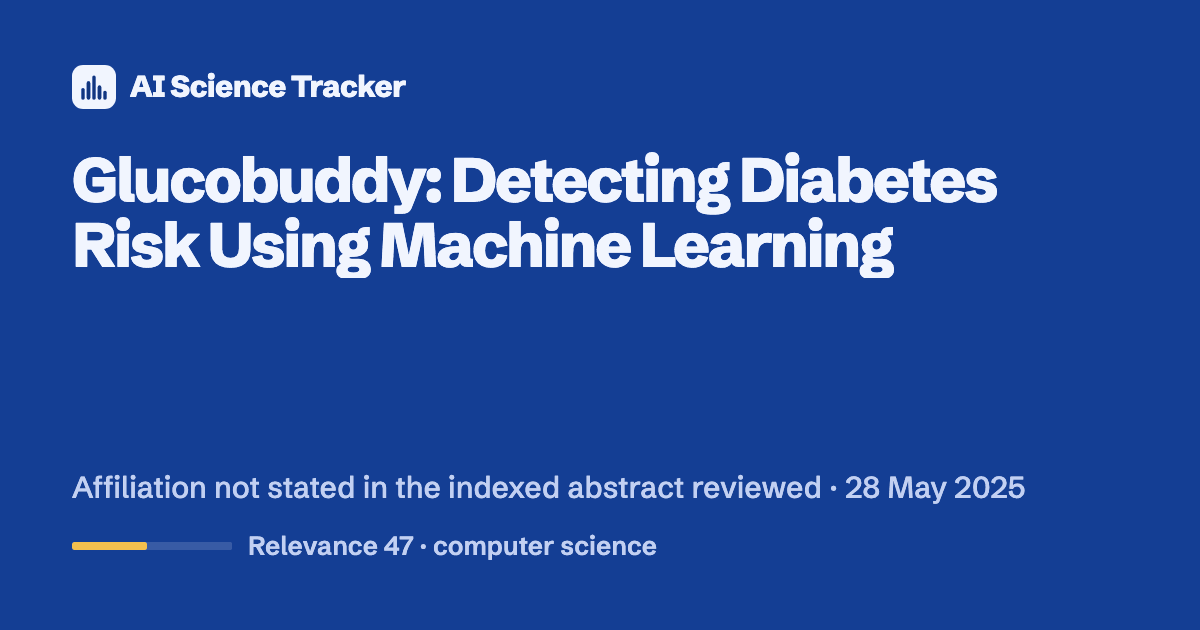 AI Science Tracker
Glucobuddy: Detecting Diabetes
Risk Using Machine Learning
Affiliation not stated in the indexed abstract reviewed · 28 May 2025
Relevance 47 · computer science